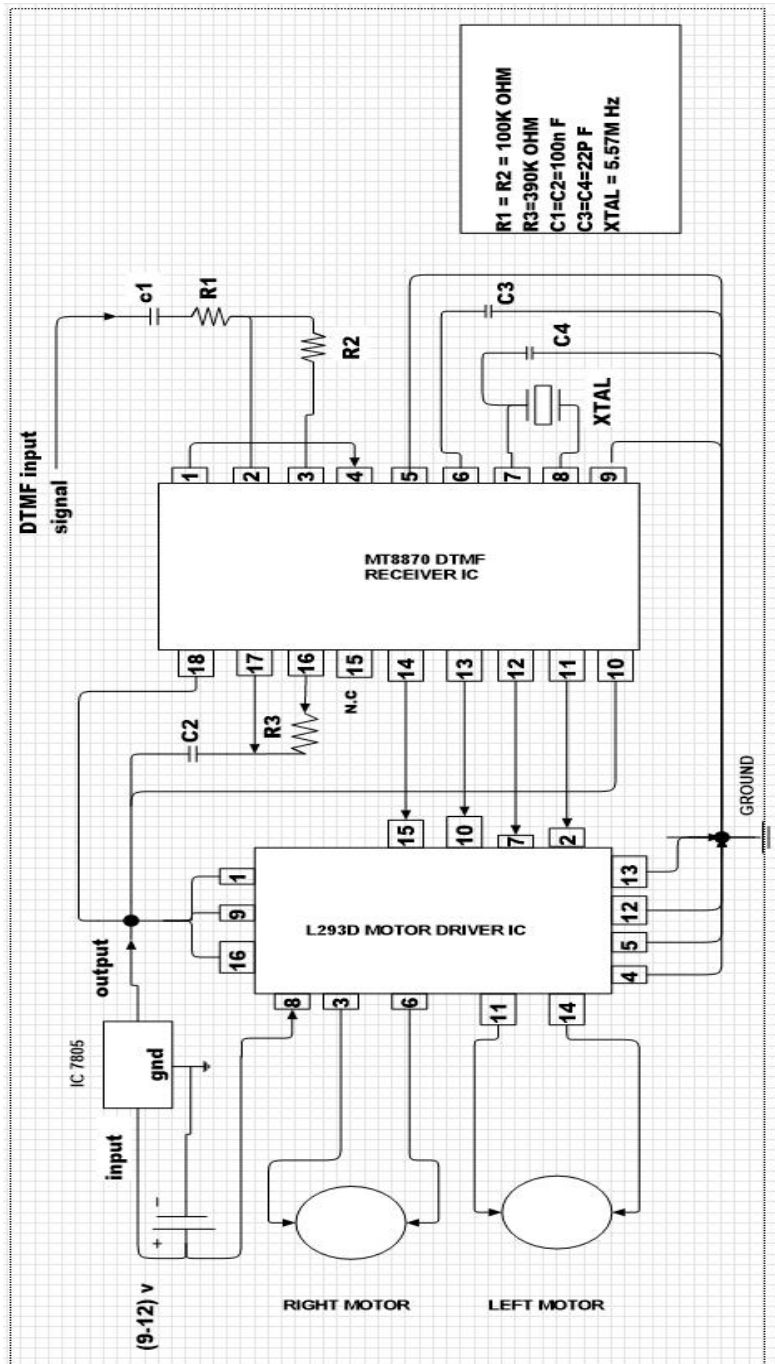 R1 = R2 = 100K OHM
R3=390K OHM
C1=C2=100n F
C3=C4=22P F
XTAL = 5.57M Hz
DTMF input
signal
c1
R1
R2
C3
C4
XTAL
1
2
3
4
5
6
7
8
9
MT8870 DTMF
RECEIVER IC
18
17
16
15
14
13
12
11
10
N.C
C2
R3
15
10
7
2
1
9
16
L293D MOTOR DRIVER IC
13
12
5
4
GROUND
8
3
6
11
14
output
IC 7805
gnd
input
+ −
(9-12) v
RIGHT MOTOR
LEFT MOTOR